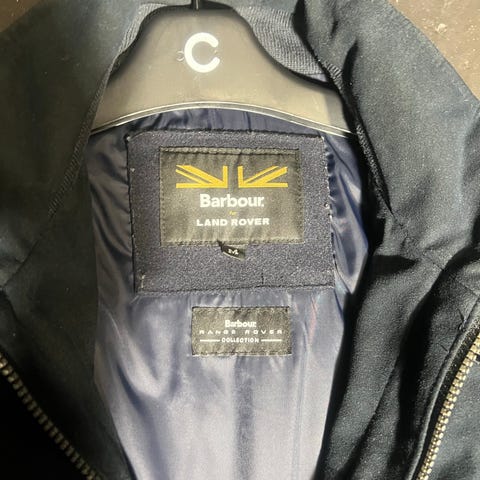 C
Barbour
for
LAND ROVER
M
Barbour
RANGE ROVER
COLLECTION